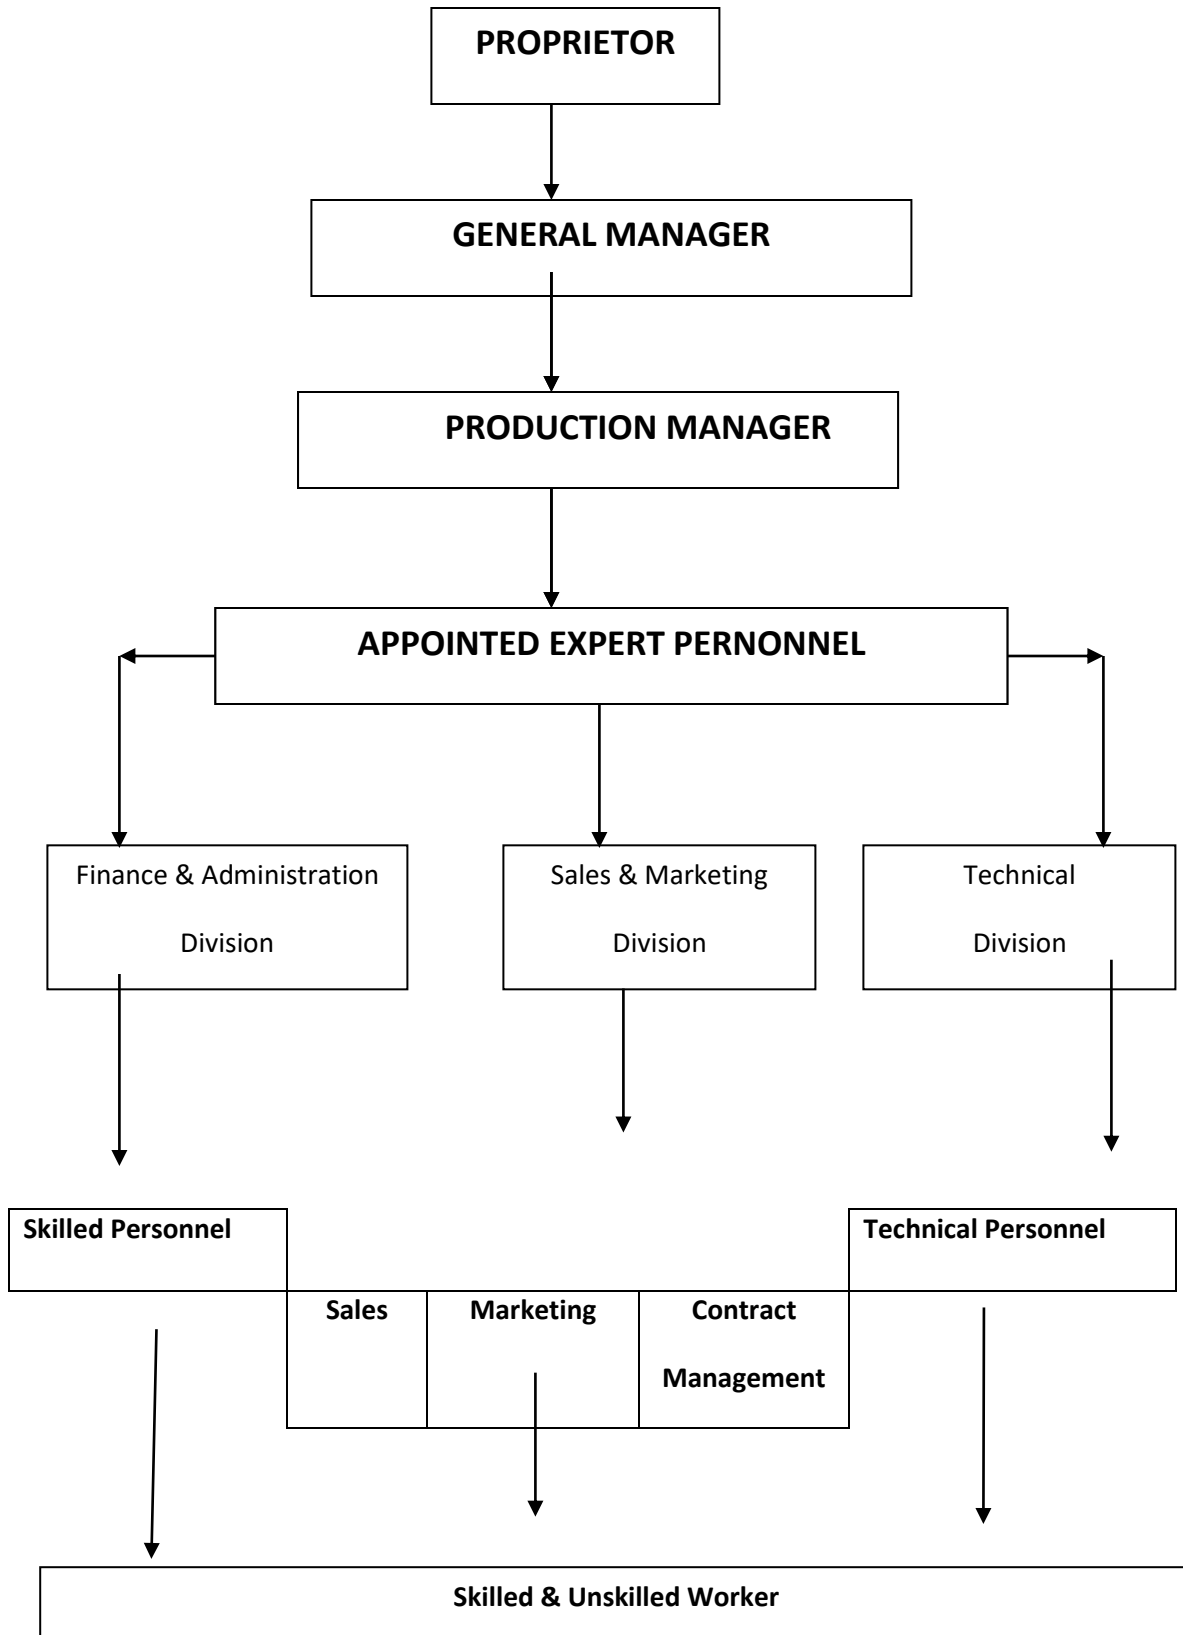 PROPRIETOR
GENERAL MANAGER
PRODUCTION MANAGER
APPOINTED EXPERT PERNONNEL
Finance & Administration
Division
Sales & Marketing
Division
Technical
Division
Skilled Personnel
Technical Personnel
Sales
Marketing
Contract
Management
Skilled & Unskilled Worker